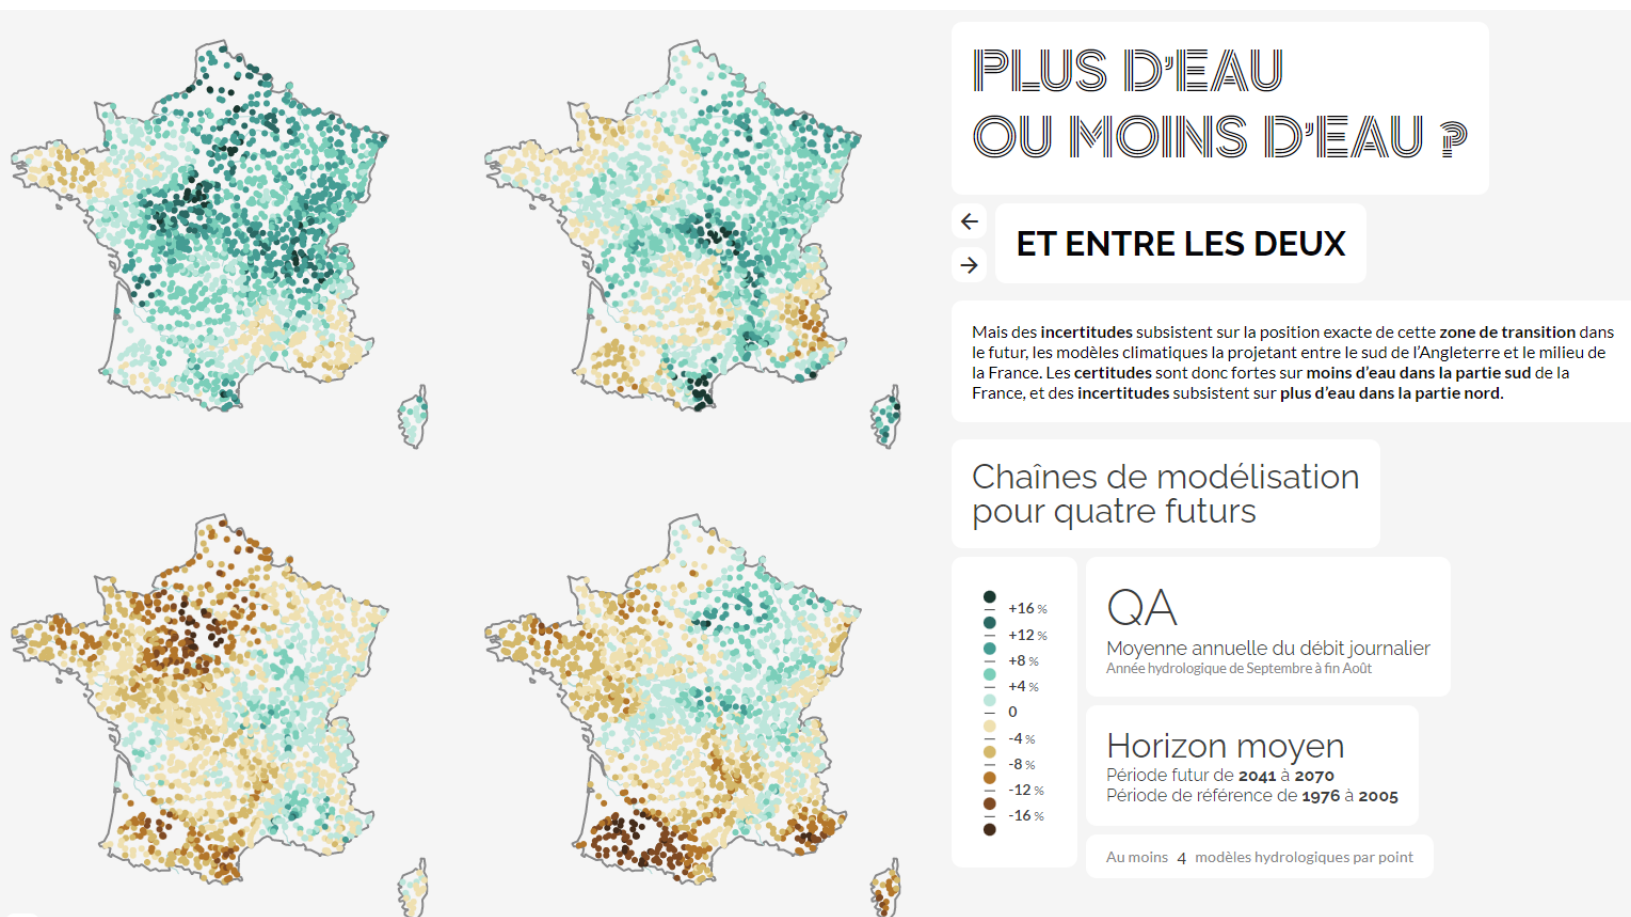 PLUS D'EAU
OU MOINS D'EAU ?
ET ENTRE LES DEUX
Mais des incertitudes subsistent sur la position exacte de cette zone de transition dans
le futur, les modèles climatiques la projetant entre le sud de l'Angleterre et le milieu de
la France. Les certitudes sont donc fortes sur moins d'eau dans la partie sud de la
France, et des incertitudes subsistent sur plus d'eau dans la partie nord.
Chaînes de modélisation
pour quatre futurs
+16 %
+12 %
+8 %
+4 %
0
-4 %
-8 %
-12 %
-16 %
QA
Moyenne annuelle du débit journalier
Année hydrologique de Septembre à fin Août
Horizon moyen
Période futur de 2041 à 2070
Période de référence de 1976 à 2005
Au moins 4 modèles hydrologiques par point